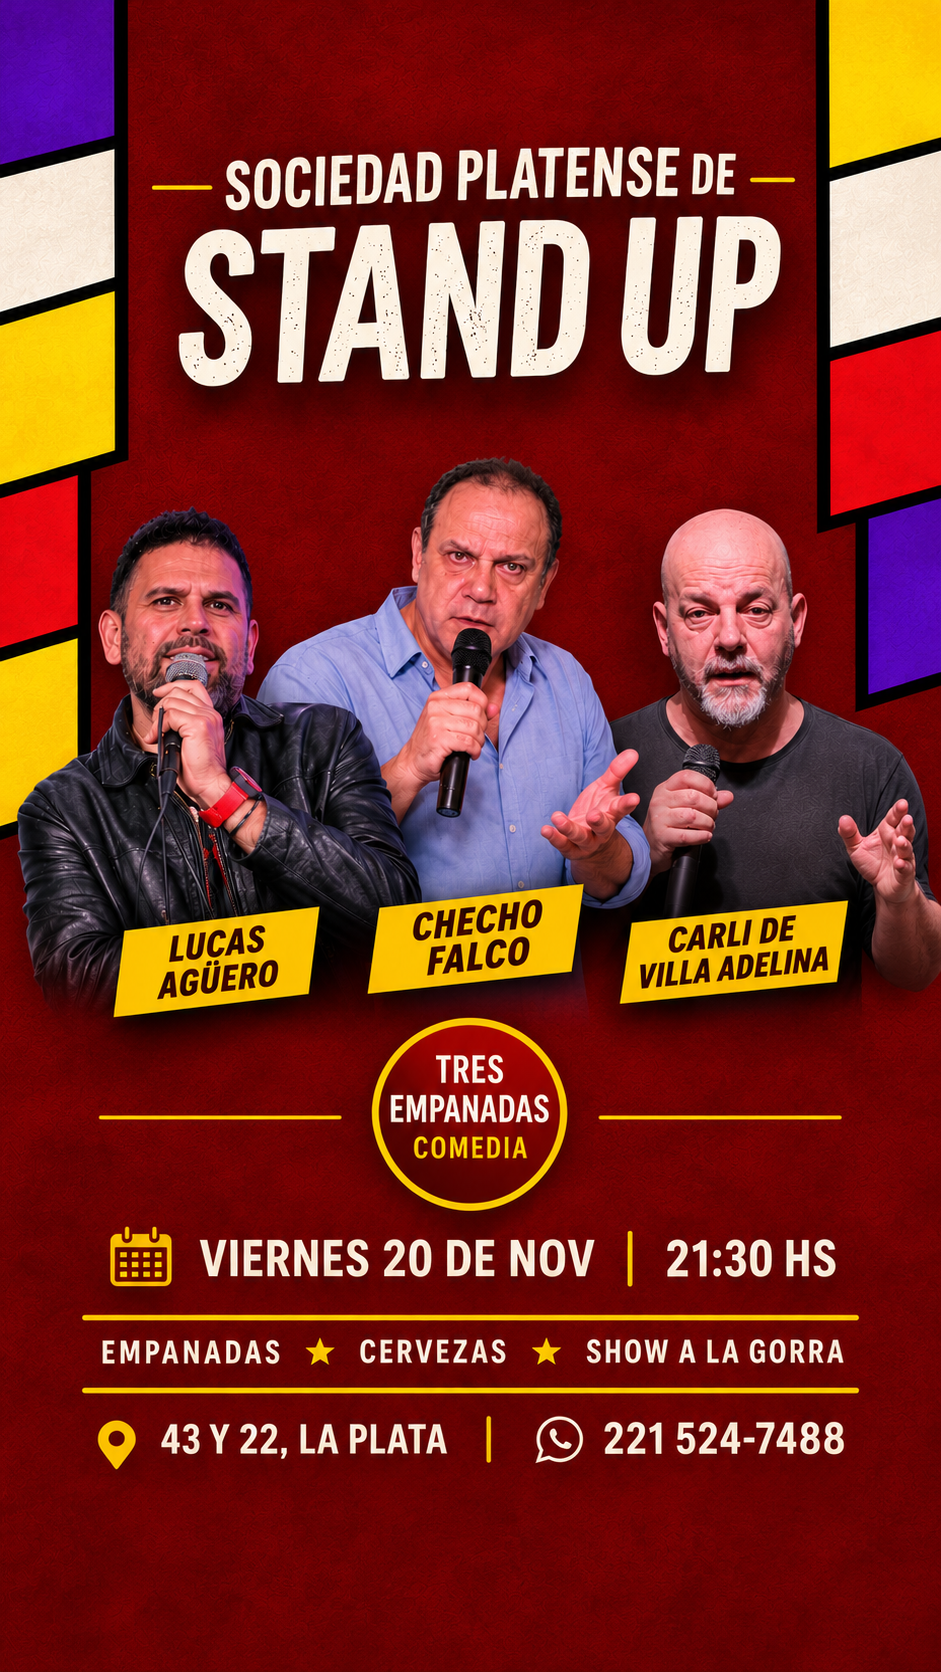 SOCIEDAD PLATENSE DE
STAND UP
LUCAS
AGÜERO
CHECHO
FALCO
CARLI DE
VILLA ADELINA
TRES
EMPANADAS
COMEDIA
VIERNES 20 DE NOV | 21:30 HS
EMPANADAS ★ CERVEZAS ★ SHOW A LA GORRA
43 Y 22, LA PLATA | 221 524-7488